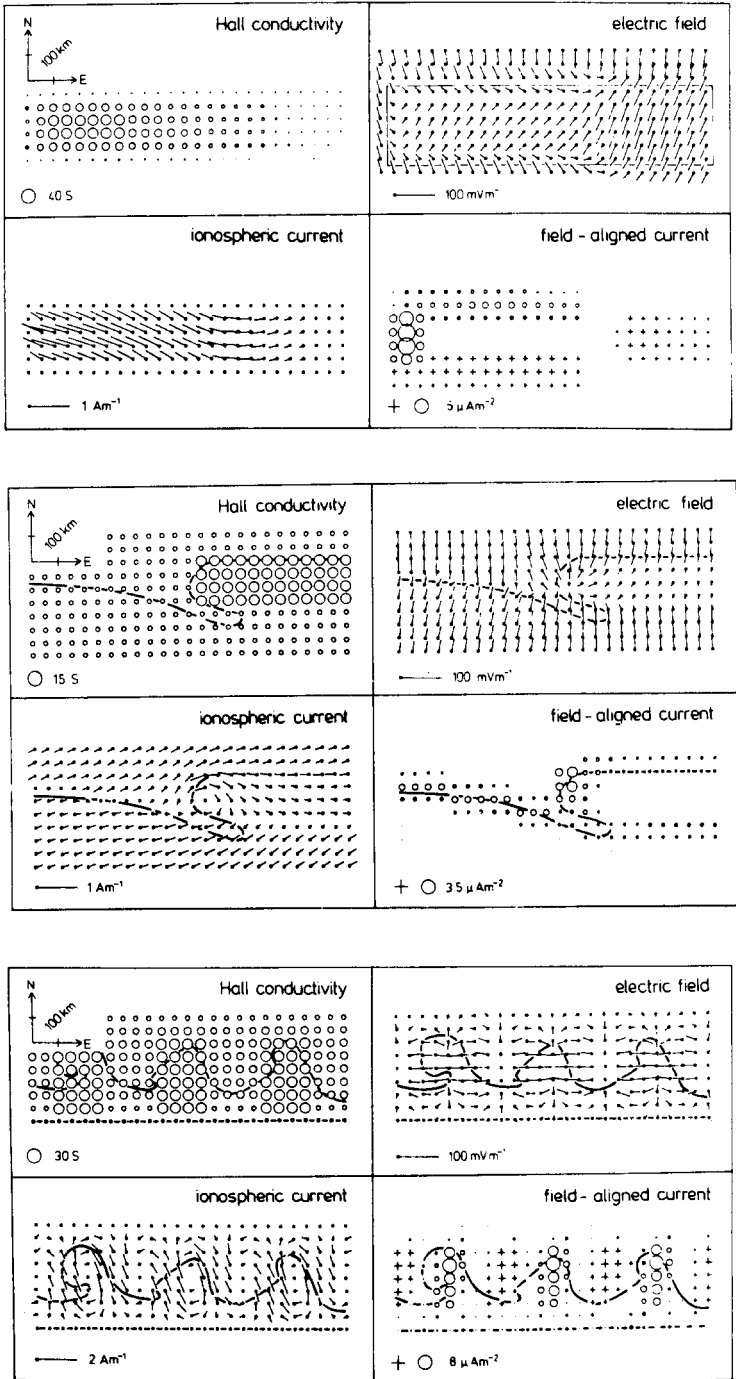 Hall conductivity
N
100 km
E
40 S
electric field
100 mVm⁻¹
ionospheric current
1 Am⁻¹
field - aligned current
5 μAm⁻²
Hall conductivity
N
100 km
E
15 S
electric field
100 mVm⁻¹
ionospheric current
1 Am⁻¹
field - aligned current
3.5 μAm⁻²
Hall conductivity
N
100 km
E
30 S
electric field
100 mVm⁻¹
ionospheric current
2 Am⁻¹
field - aligned current
8 μAm⁻²